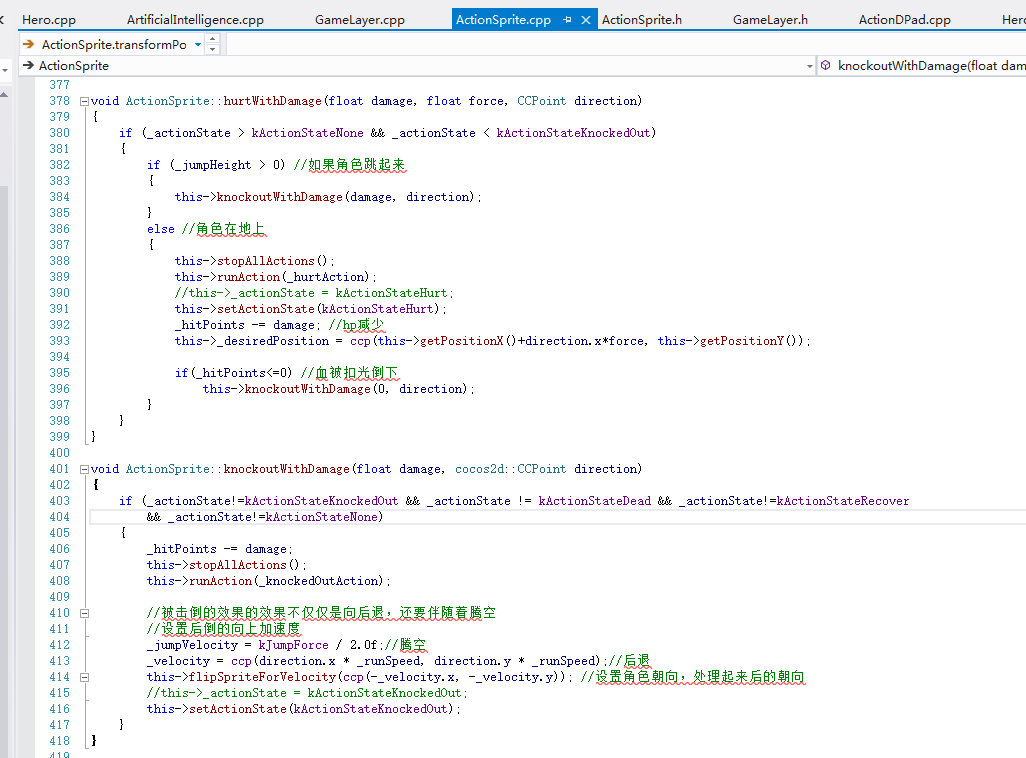 Hero.cpp ArtificialIntelligence.cpp GameLayer.cpp ActionSprite.cpp ActionSprite.h GameLayer.h ActionDPad.cpp Herc
ActionSprite.transformPo
ActionSprite knockoutWithDamage(float dam
377
378 void ActionSprite::hurtWithDamage(float damage, float force, CCPoint direction)
379 {
380 if (_actionState > kActionStateNone && _actionState < kActionStateKnockedOut)
381 {
382 if (_jumpHeight > 0) //如果角色跳起来
383 {
384 this->knockoutWithDamage(damage, direction);
385 }
386 else //角色在地上
387 {
388 this->stopAllActions();
389 this->runAction(_hurtAction);
390 //this->_actionState = kActionStateHurt;
391 this->setActionState(kActionStateHurt);
392 _hitPoints -= damage; //hp减少
393 this->_desiredPosition = ccp(this->getPositionX()+direction.x*force, this->getPositionY());
394
395 if(_hitPoints<=0) //血被扣光倒下
396 this->knockoutWithDamage(0, direction);
397 }
398 }
399 }
400
401 void ActionSprite::knockoutWithDamage(float damage, cocos2d::CCPoint direction)
402 {
403 if (_actionState!=kActionStateKnockedOut && _actionState != kActionStateDead && _actionState!=kActionStateRecover
404 && _actionState!=kActionStateNone)
405 {
406 _hitPoints -= damage;
407 this->stopAllActions();
408 this->runAction(_knockedOutAction);
409
410 //被击倒的效果的效果不仅仅是向后退，还要伴随着腾空
411 //设置后倒的向上加速度
412 _jumpVelocity = kJumpForce / 2.0f;//腾空
413 _velocity = ccp(direction.x * _runSpeed, direction.y * _runSpeed);//后退
414 this->flipSpriteForVelocity(ccp(-_velocity.x, -_velocity.y)); //设置角色朝向，处理起来后的朝向
415 //this->_actionState = kActionStateKnockedOut;
416 this->setActionState(kActionStateKnockedOut);
417 }
418 }
419